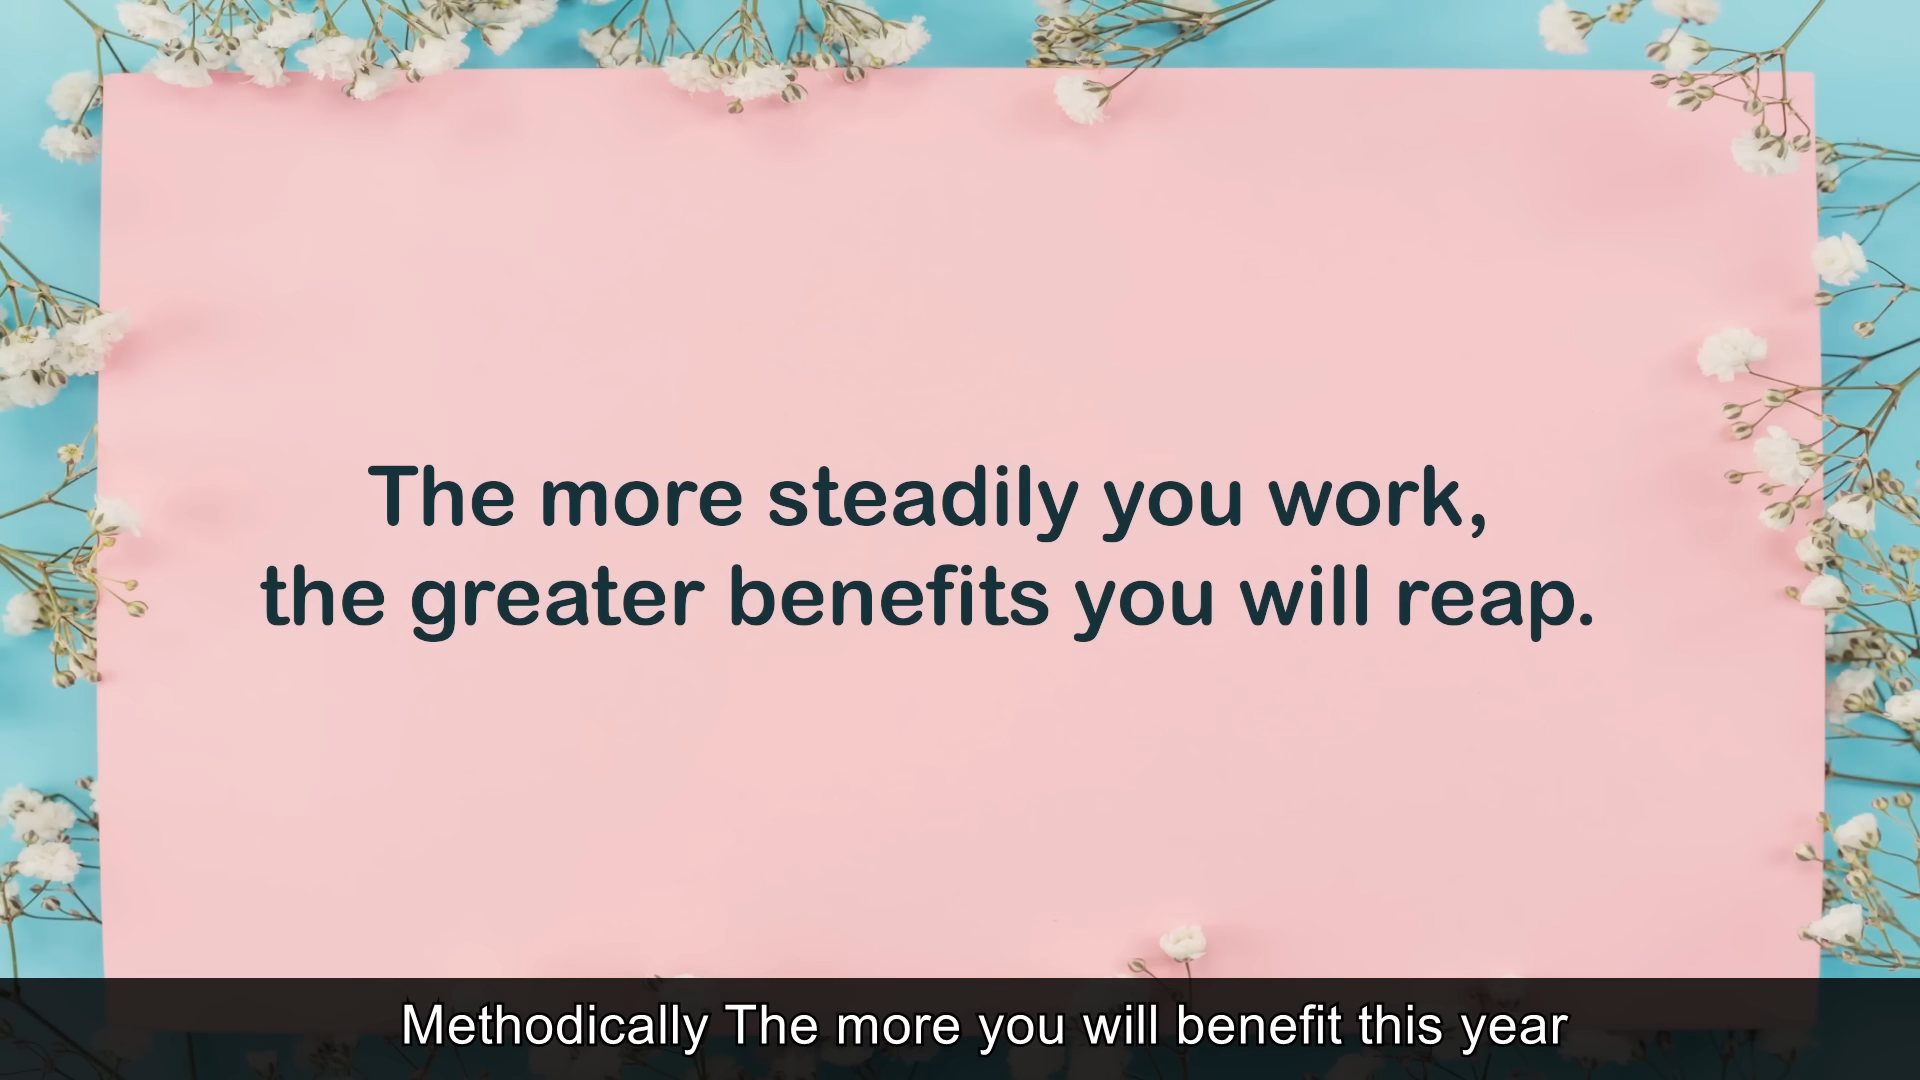 The more steadily you work,
the greater benefits you will reap.
Methodically The more you will benefit this year